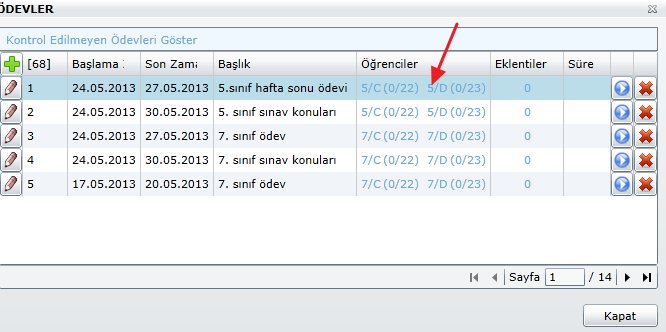 ÖDEVLER
Kontrol Edilmeyen Ödevleri Göster
[68] Başlama Son Zama Başlık Öğrenciler Eklentiler Süre
1 24.05.2013 27.05.2013 5.sınıf hafta sonu ödevi 5/C (0/22) 5/D (0/23) 0
2 24.05.2013 30.05.2013 5. sınıf sınav konuları 5/C (0/22) 5/D (0/23) 0
3 24.05.2013 27.05.2013 7. sınıf ödev 7/C (0/22) 7/D (0/23) 0
4 24.05.2013 30.05.2013 7. sınıf sınav konuları 7/C (0/22) 7/D (0/23) 0
5 17.05.2013 20.05.2013 7. sınıf ödev 7/C (0/22) 7/D (0/23) 0
Sayfa 1 / 14
Kapat